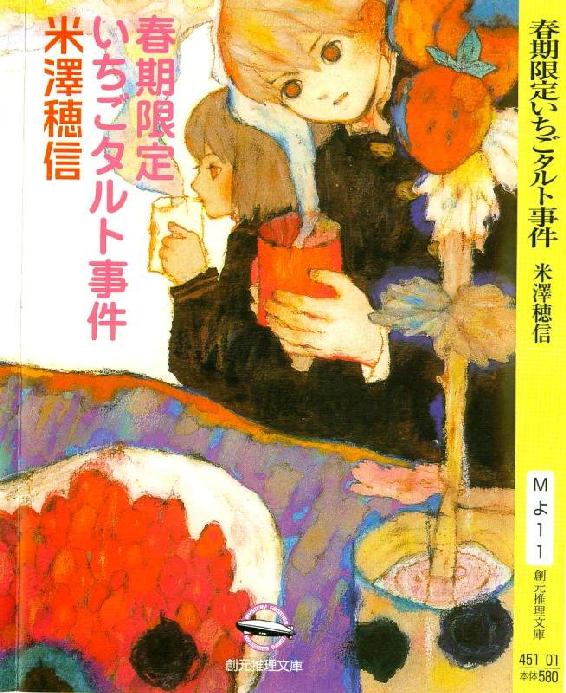 春期限定
いちごタルト事件
米澤穂信
創元推理文庫
春期限定いちごタルト事件
米澤穂信
Mよ11
創元推理文庫
451 01
本体580